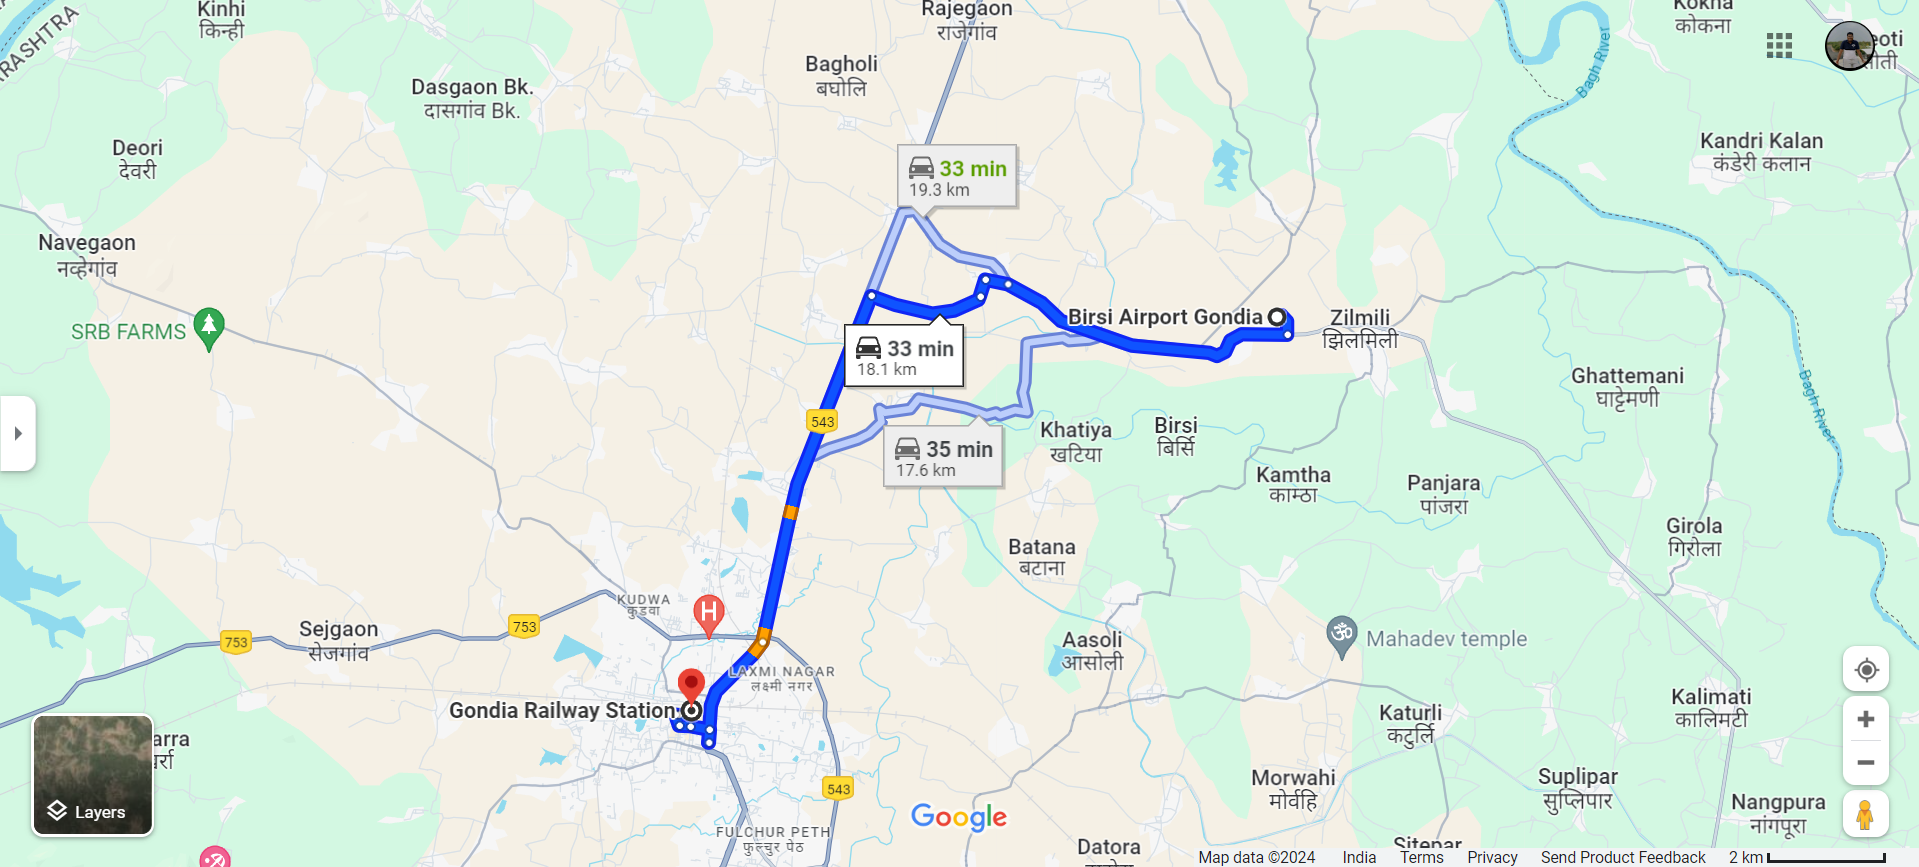 Kinhi
किन्ही
Rajegaon
राजेगांव
Kokna
कोकना
RASHTRA
Bagholi
बघोलि
Bagh River
Dasgaon Bk.
दासगांव Bk.
Deori
देवरी
Kandri Kalan
कंडेरी कलान
33 min
19.3 km
Navegaon
नव्हेगांव
SRB FARMS
Birsi Airport Gondia
Zilmili
झिलमिली
33 min
18.1 km
Ghattemani
घाट्टेमणी
Bagh River
543
35 min
17.6 km
Khatiya
खटिया
Birsi
बिर्सि
Kamtha
काम्ठा
Panjara
पांजरा
Girola
गिरोला
Batana
बटाना
KUDWA
कुडवा
H
753
753
Sejgaon
सेजगांव
Aasoli
आसोली
Mahadev temple
LAXMI NAGAR
लक्ष्मी नगर
Gondia Railway Station
Kalimati
कालिमटी
Katurli
कटुर्लि
arra
र्रा
Layers
543
Morwahi
मोर्वाहि
Suplipar
सुप्लिपार
Nangpura
नांगपूरा
Google
FULCHUR PETH
फुल्चुर पेठ
Datora
Sitepar
Map data ©2024 India Terms Privacy Send Product Feedback 2 km